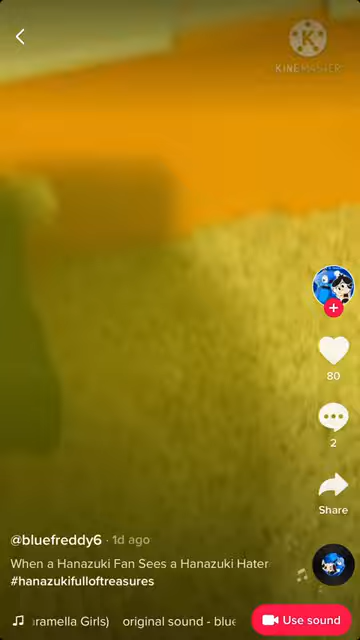 K
KINEMASTER
80
2
Share
@bluefreddy6 · 1d ago
When a Hanazuki Fan Sees a Hanazuki Hater
#hanazukifulloftreasures
aramella Girls) original sound - blue
Use sound